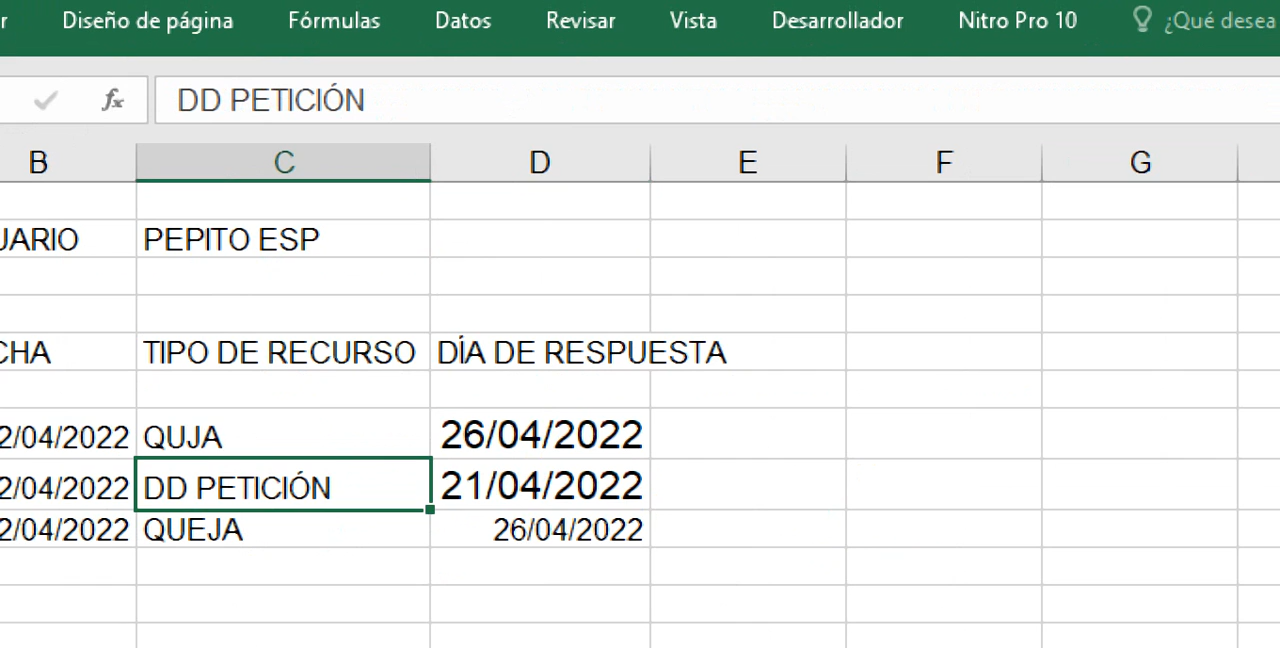 r Diseño de página Fórmulas Datos Revisar Vista Desarrollador Nitro Pro 10 ¿Qué desea
fx DD PETICIÓN
B C D E F G
UARIO PEPITO ESP
CHA TIPO DE RECURSO DÍA DE RESPUESTA
2/04/2022 QUJA 26/04/2022
2/04/2022 DD PETICIÓN 21/04/2022
2/04/2022 QUEJA 26/04/2022